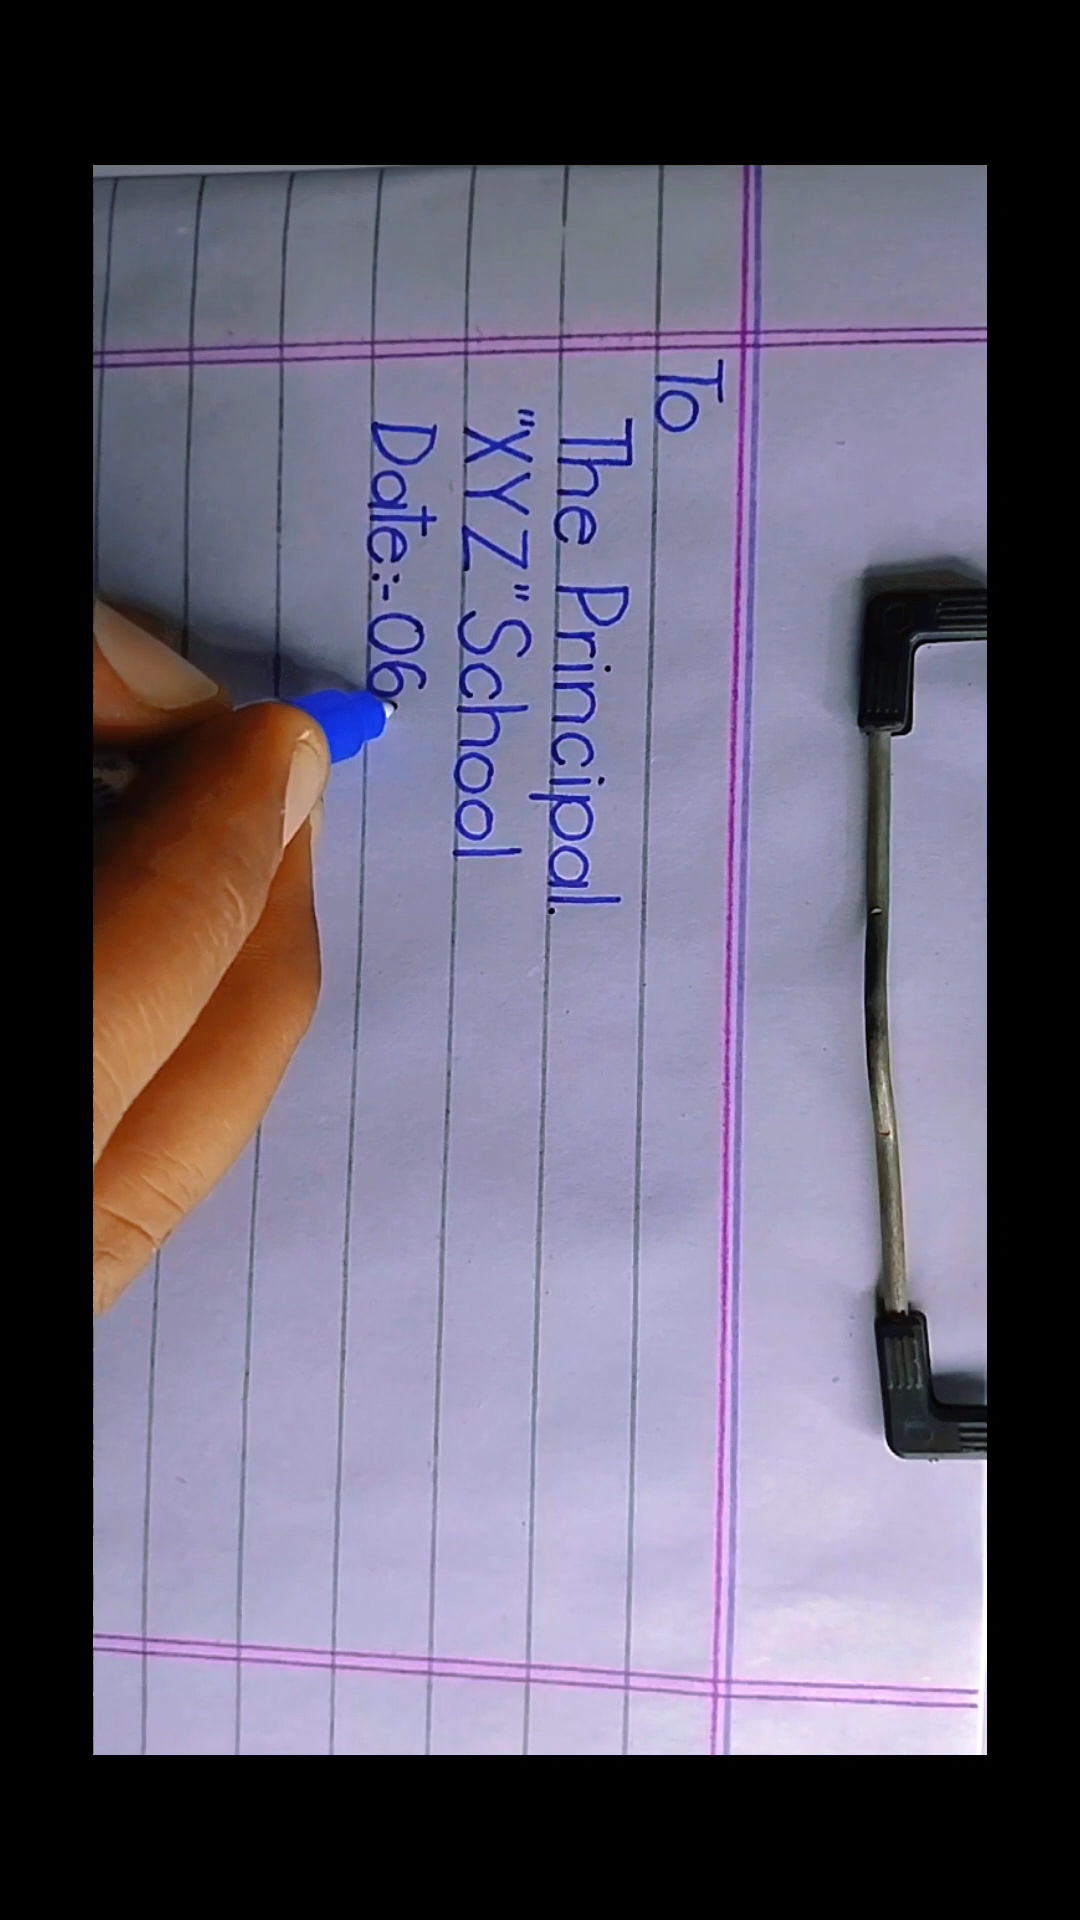 To
The Principal.
"XYZ" School
Date:-06